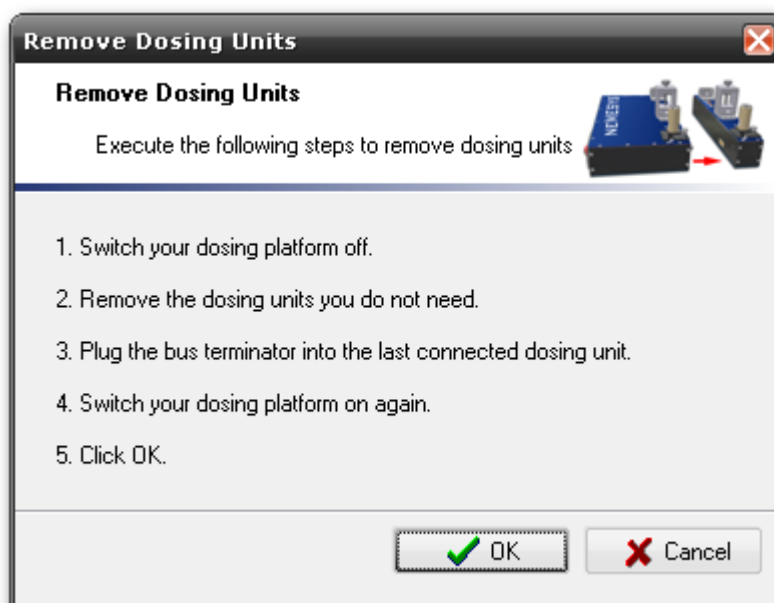 Remove Dosing Units
Remove Dosing Units
Execute the following steps to remove dosing units
NEMESYS
1. Switch your dosing platform off.
2. Remove the dosing units you do not need.
3. Plug the bus terminator into the last connected dosing unit.
4. Switch your dosing platform on again.
5. Click OK.
OK
Cancel